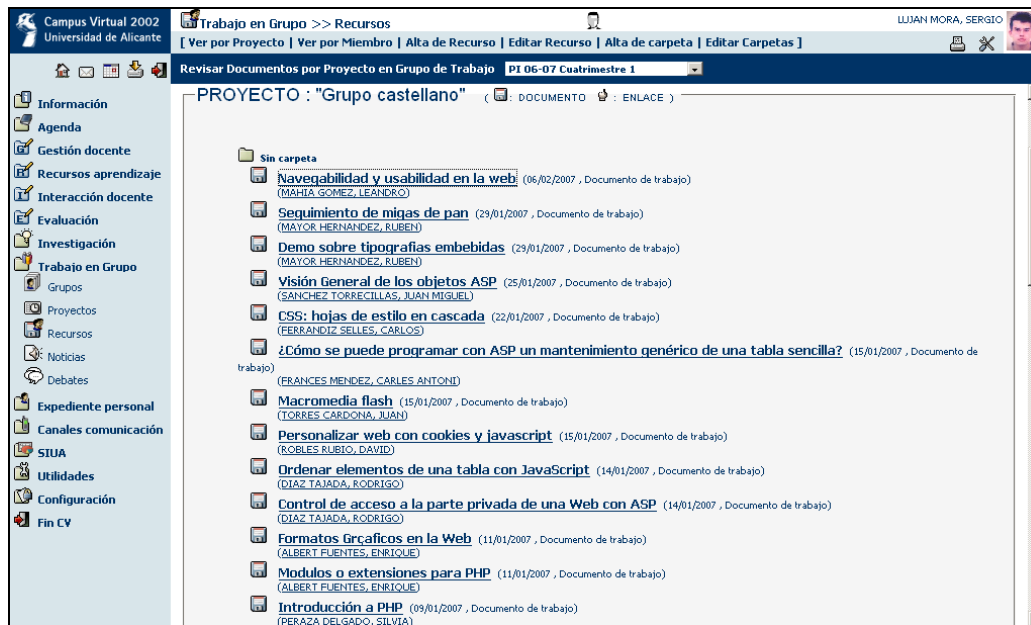 Campus Virtual 2002
Universidad de Alicante
Trabajo en Grupo >> Recursos
LUJAN MORA, SERGIO
[ Ver por Proyecto | Ver por Miembro | Alta de Recurso | Editar Recurso | Alta de carpeta | Editar Carpetas ]
Revisar Documentos por Proyecto en Grupo de Trabajo PI 06-07 Cuatrimestre 1
Información
Agenda
Gestión docente
Recursos aprendizaje
Interacción docente
Evaluación
Investigación
Trabajo en Grupo
Grupos
Proyectos
Recursos
Noticias
Debates
Expediente personal
Canales comunicación
SIUA
Utilidades
Configuración
Fin CV
PROYECTO : "Grupo castellano" ( : DOCUMENTO : ENLACE )
Sin carpeta
Navegabilidad y usabilidad en la web (06/02/2007 , Documento de trabajo)
(MAHIA GOMEZ, LEANDRO)
Seguimiento de migas de pan (29/01/2007 , Documento de trabajo)
(MAYOR HERNANDEZ, RUBEN)
Demo sobre tipografias embebidas (29/01/2007 , Documento de trabajo)
(MAYOR HERNANDEZ, RUBEN)
Visión General de los objetos ASP (25/01/2007 , Documento de trabajo)
(SANCHEZ TORRECILLAS, JUAN MIGUEL)
CSS: hojas de estilo en cascada (22/01/2007 , Documento de trabajo)
(FERRANDIZ SELLES, CARLOS)
¿Cómo se puede programar con ASP un mantenimiento genérico de una tabla sencilla? (15/01/2007 , Documento de
trabajo)
(FRANCES MENDEZ, CARLES ANTONI)
Macromedia flash (15/01/2007 , Documento de trabajo)
(TORRES CARDONA, JUAN)
Personalizar web con cookies y javascript (15/01/2007 , Documento de trabajo)
(ROBLES RUBIO, DAVID)
Ordenar elementos de una tabla con JavaScript (14/01/2007 , Documento de trabajo)
(DIAZ TAJADA, RODRIGO)
Control de acceso a la parte privada de una Web con ASP (14/01/2007 , Documento de trabajo)
(DIAZ TAJADA, RODRIGO)
Formatos Grçaficos en la Web (11/01/2007 , Documento de trabajo)
(ALBERT FUENTES, ENRIQUE)
Modulos o extensiones para PHP (11/01/2007 , Documento de trabajo)
(ALBERT FUENTES, ENRIQUE)
Introducción a PHP (09/01/2007 , Documento de trabajo)
(PERAZA DELGADO, SILVIA)